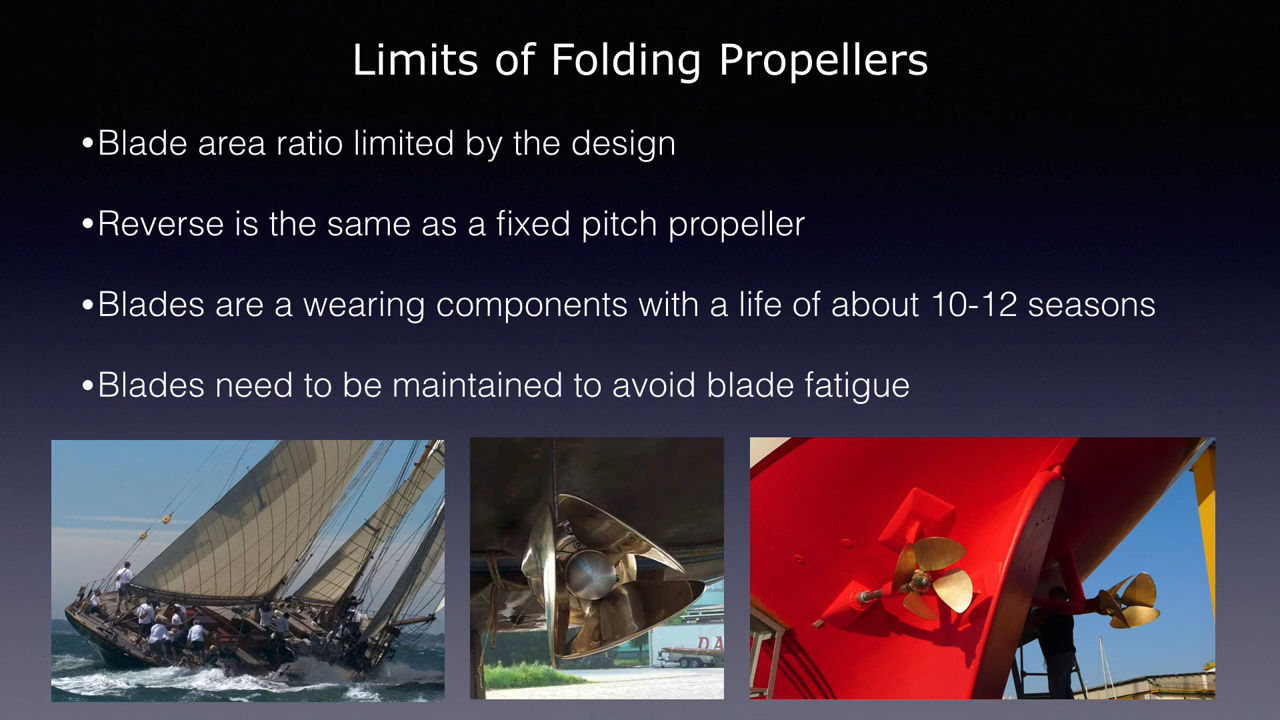 Limits of Folding Propellers
•Blade area ratio limited by the design
•Reverse is the same as a fixed pitch propeller
•Blades are a wearing components with a life of about 10-12 seasons
•Blades need to be maintained to avoid blade fatigue